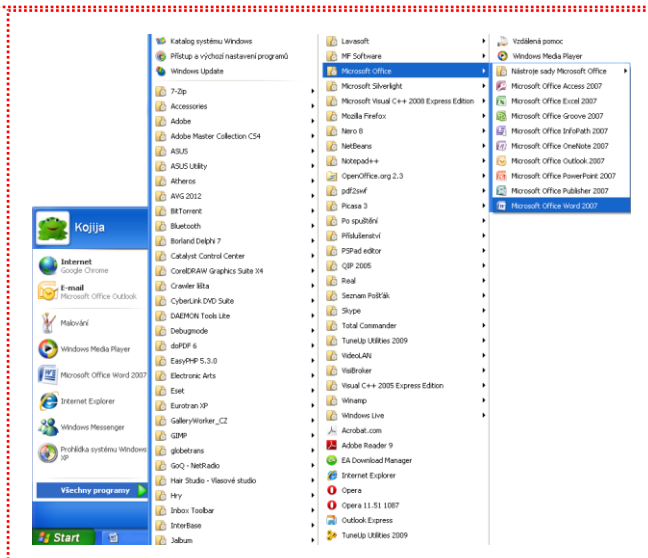 Katalog systému Windows
Přístup a výchozí nastavení programů
Windows Update
7-Zip
Accessories
Adobe
Adobe Master Collection CS4
ASUS
ASUS Utility
Atheros
AVG 2012
BitTorrent
Bluetooth
Borland Delphi 7
Catalyst Control Center
CorelDRAW Graphics Suite X4
Crawler lišta
CyberLink DVD Suite
DAEMON Tools Lite
Debugmode
doPDF 6
EasyPHP 5.3.0
Electronic Arts
Eset
Eurotran XP
GalleryWorker_CZ
GIMP
globetrans
GoQ - NetRadio
Hair Studio - Vlasové studio
Hry
Inbox Toolbar
InterBase
Jalbum
Lavasoft
MF Software
Microsoft Office
Microsoft Silverlight
Microsoft Visual C++ 2008 Express Edition
Mozilla Firefox
Nero 8
NetBeans
Notepad++
OpenOffice.org 2.3
pdf2swf
Picasa 3
Po spuštění
Příslušenství
PSPad editor
QIP 2005
Real
Seznam Pošťák
Skype
Total Commander
TuneUp Utilities 2009
VideoLAN
VisiBroker
Visual C++ 2005 Express Edition
Winamp
Windows Live
Acrobat.com
Adobe Reader 9
EA Download Manager
Internet Explorer
Opera
Opera 11.51 1087
Outlook Express
TuneUp Utilities 2009
Vzdálená pomoc
Windows Media Player
Nástroje sady Microsoft Office
Microsoft Office Access 2007
Microsoft Office Excel 2007
Microsoft Office Groove 2007
Microsoft Office InfoPath 2007
Microsoft Office OneNote 2007
Microsoft Office Outlook 2007
Microsoft Office PowerPoint 2007
Microsoft Office Publisher 2007
Microsoft Office Word 2007
Kojija
Internet
Google Chrome
E-mail
Microsoft Office Outlook
Malování
Windows Media Player
Microsoft Office Word 2007
Internet Explorer
Windows Messenger
Prohlídka systému Windows
XP
Všechny programy
Start